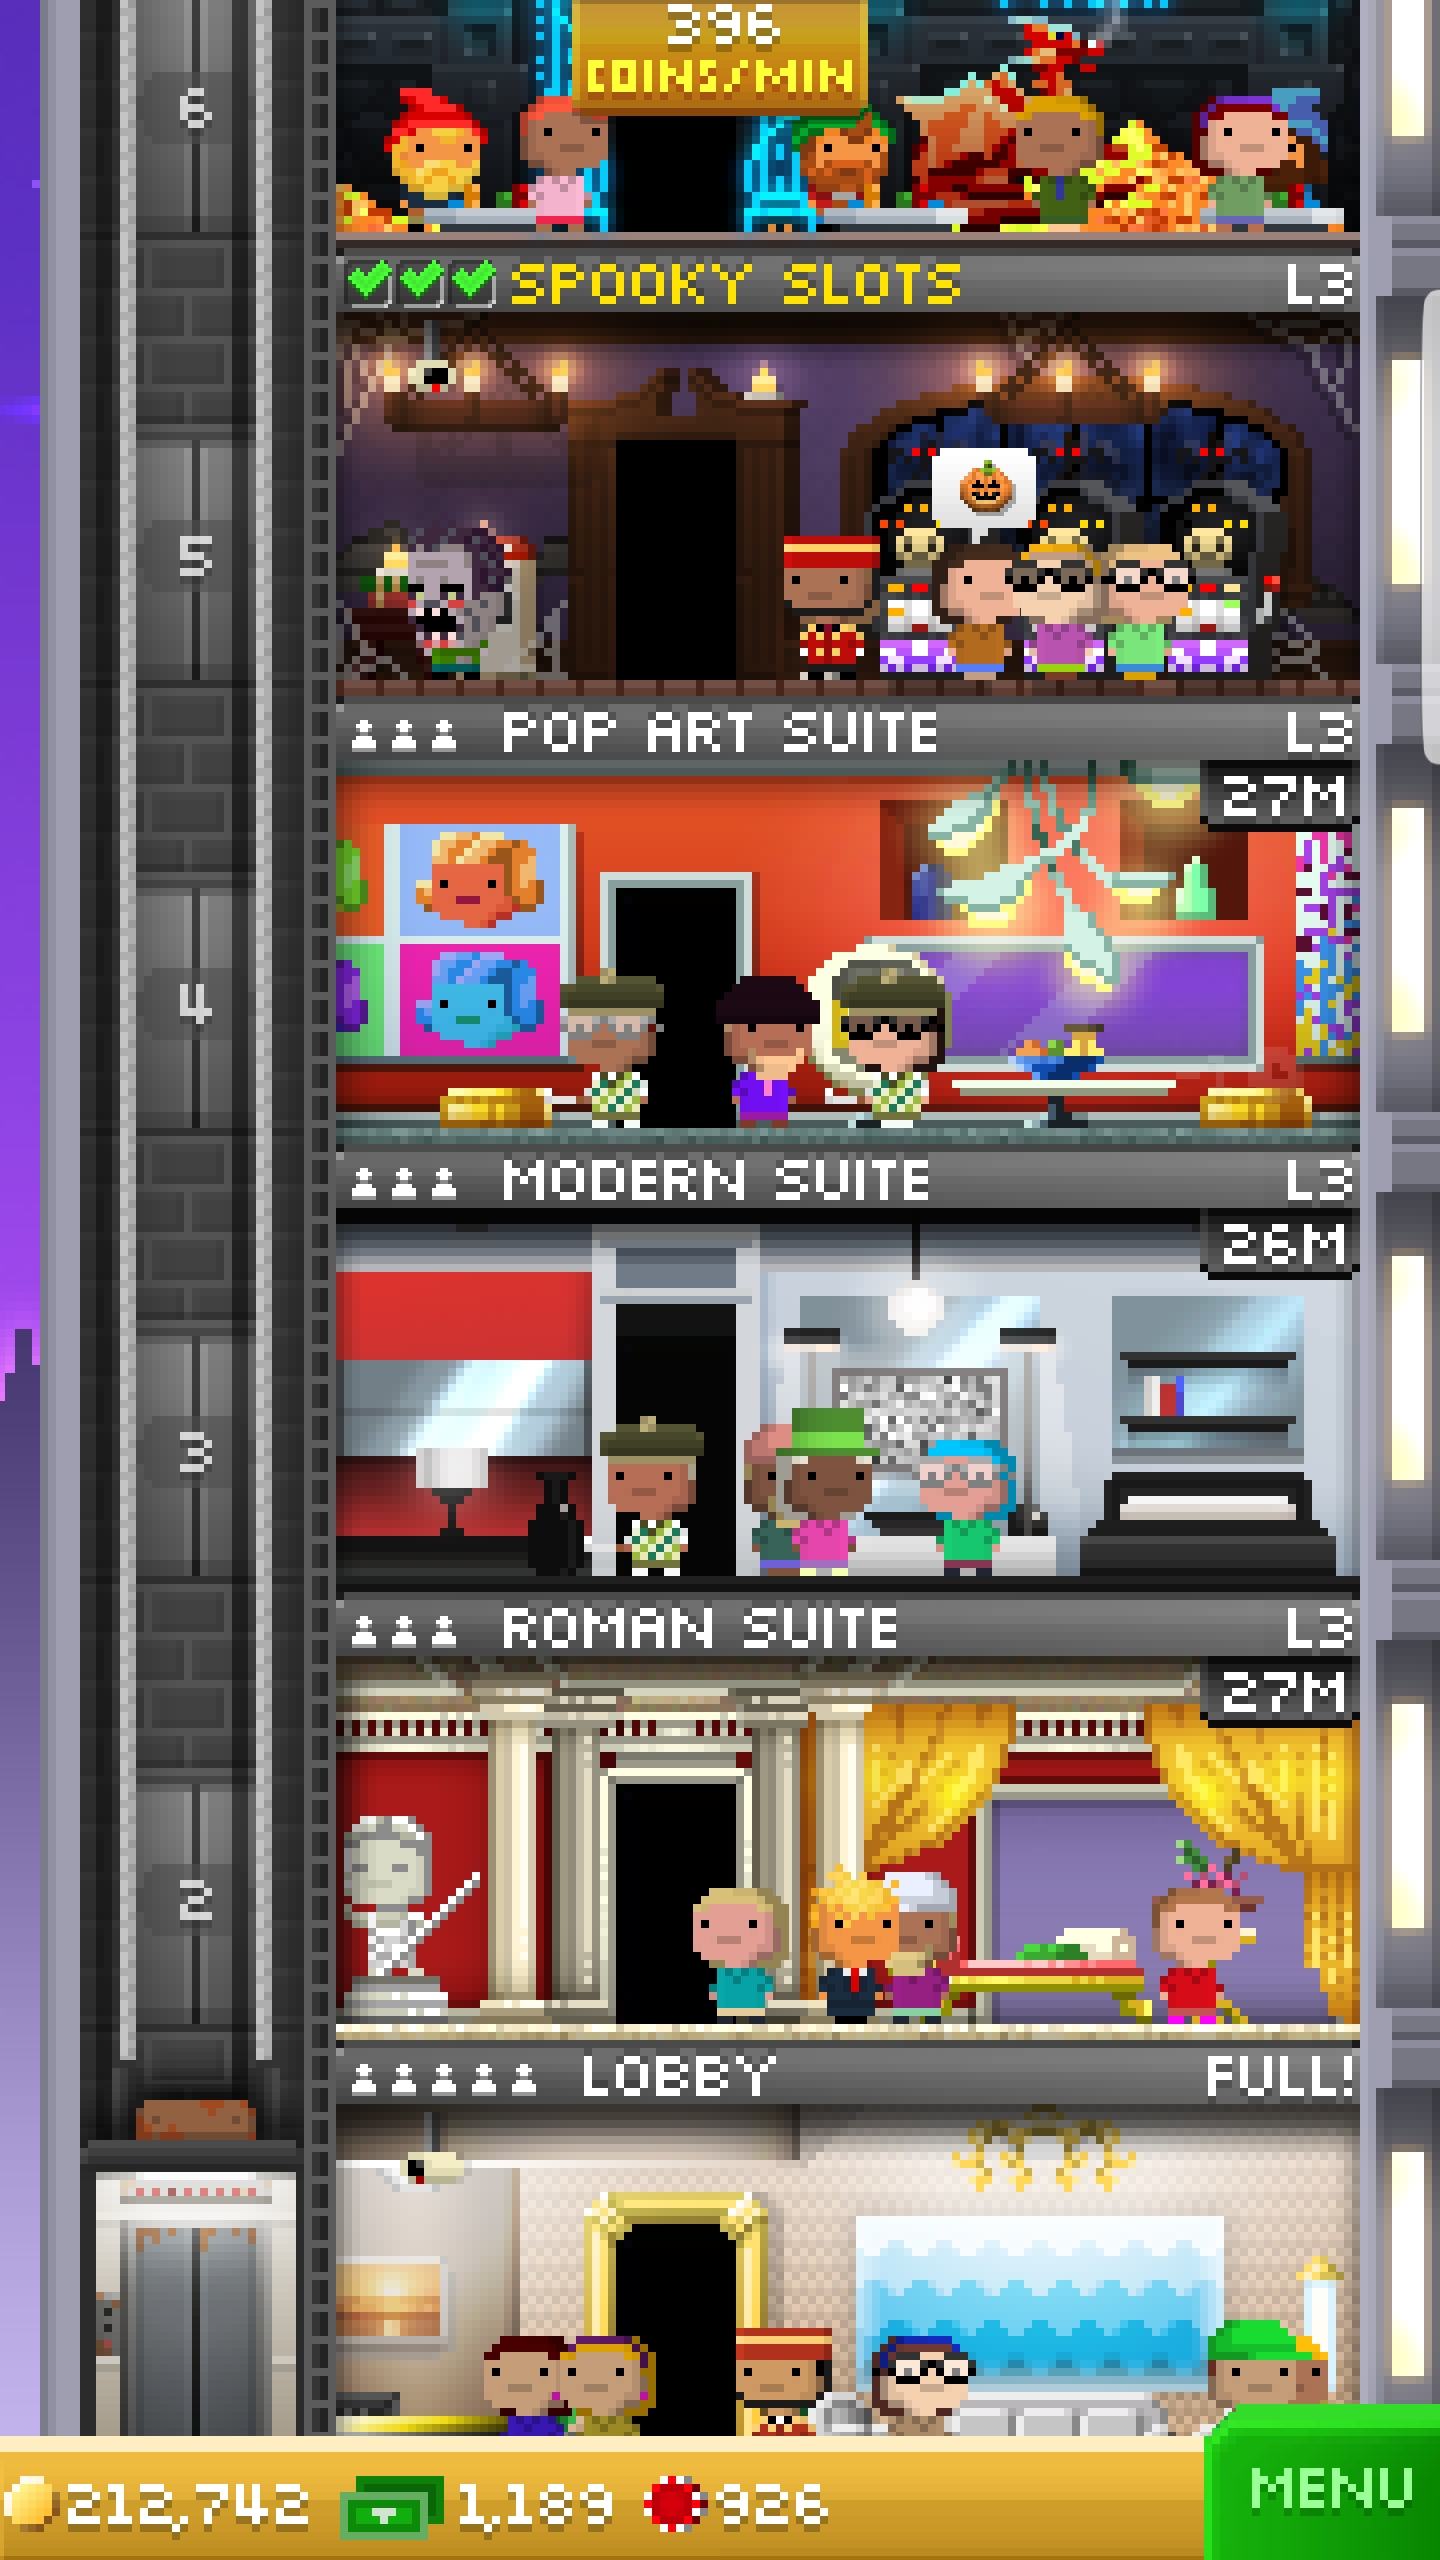 396
COINS/MIN
6
SPOOKY SLOTS L3
5
POP ART SUITE L3
27M
4
MODERN SUITE L3
26M
3
ROMAN SUITE L3
27M
2
LOBBY FULL!
212,742 1,189 926
MENU